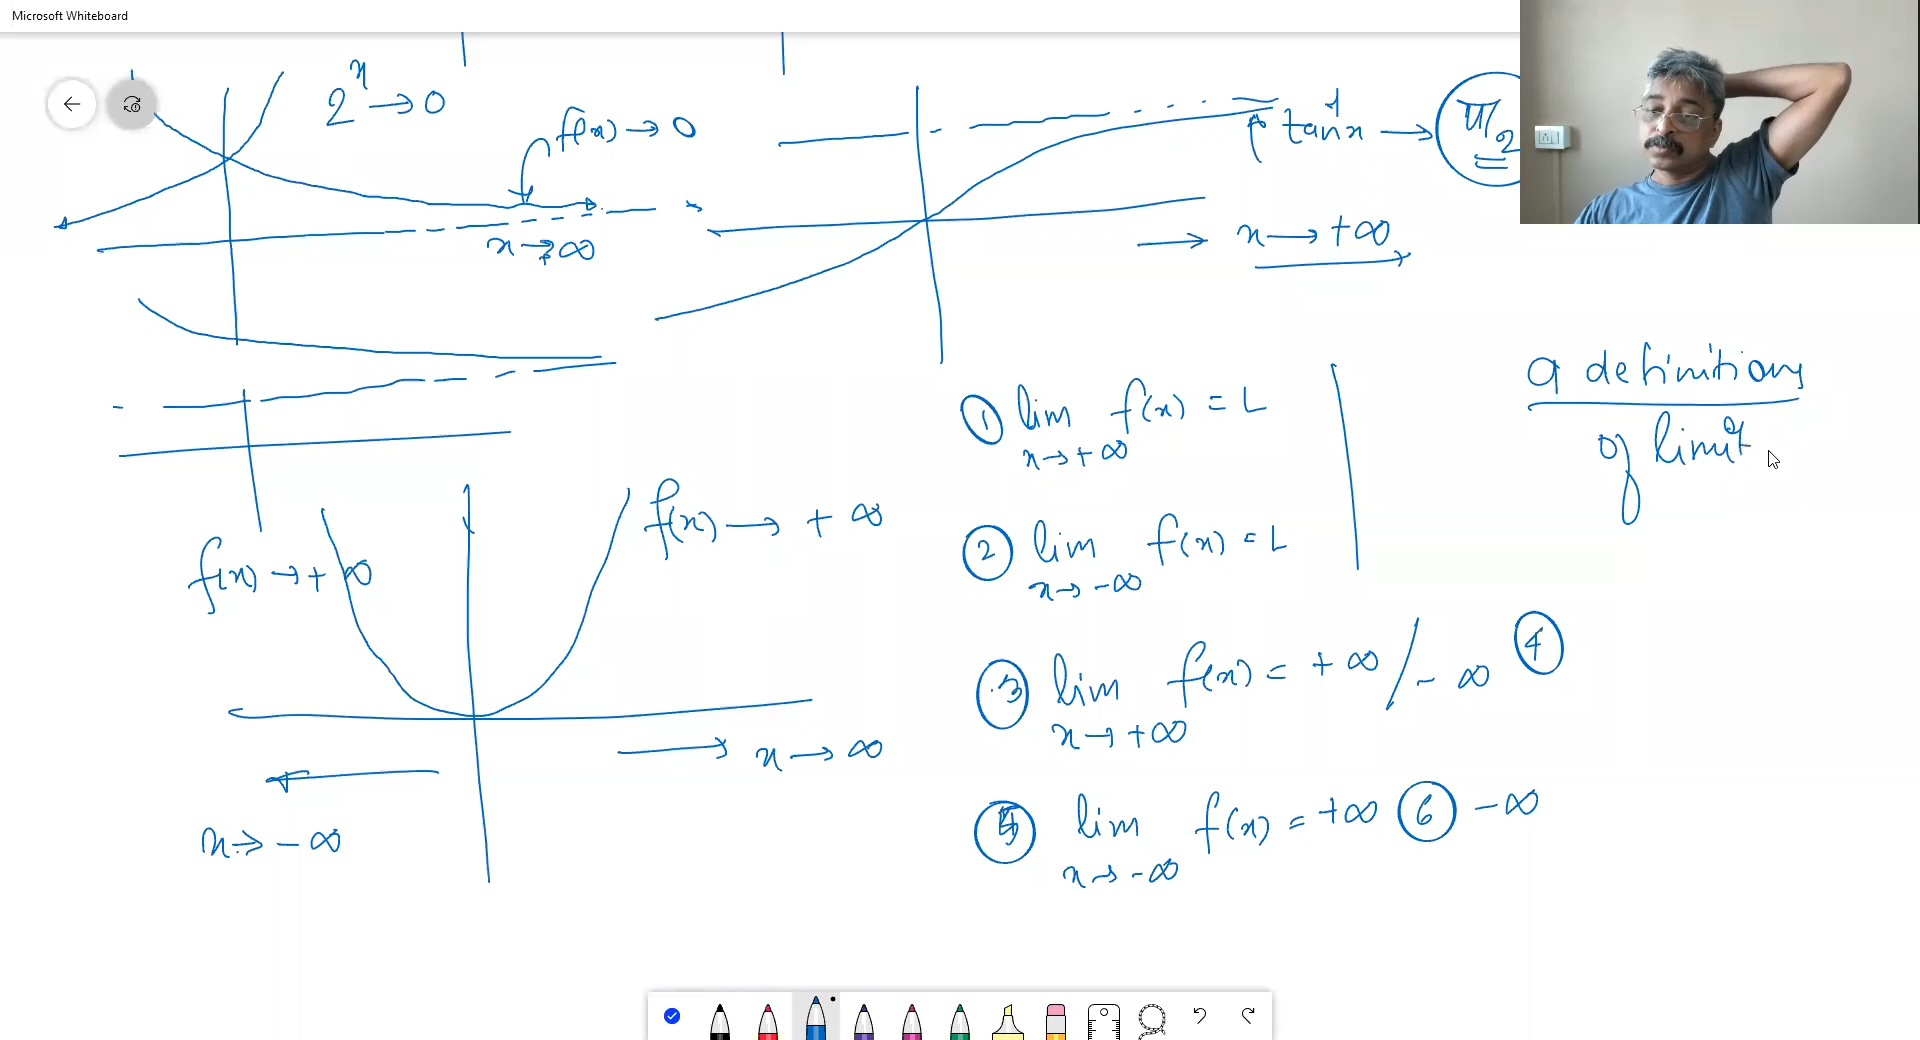 Microsoft Whiteboard
2^x → 0
f(x) → 0
x → ∞
tan⁻¹x → π/2
x → +∞
a definition
of limit
① lim f(x) = L
x → +∞
② lim f(x) = L
x → -∞
③ lim f(x) = +∞ / -∞ ④
x → +∞
⑤ lim f(x) = +∞ ⑥ -∞
x → -∞
f(x) → +∞
f(x) → +∞
x → ∞
x → -∞